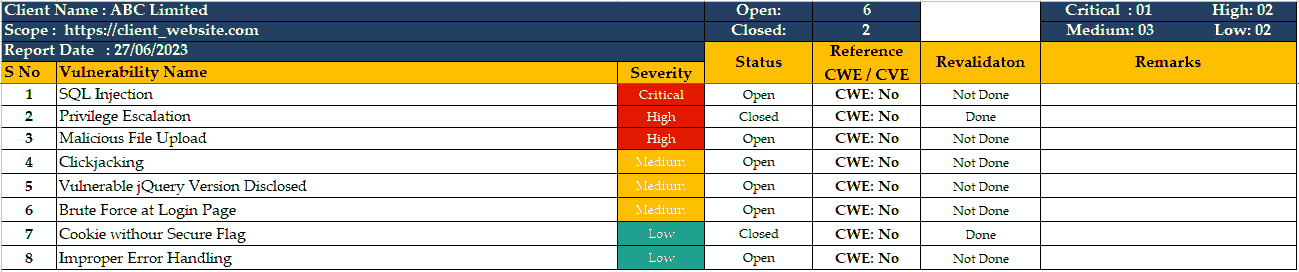 Client Name : ABC Limited Open: 6 Critical : 01 High: 02
Scope : https://client_website.com Closed: 2 Medium: 03 Low: 02
Report Date : 27/06/2023
S No Vulnerability Name Severity Status Reference CWE / CVE Revalidaton Remarks
1 SQL Injection Critical Open CWE: No Not Done
2 Privilege Escalation High Closed CWE: No Done
3 Malicious File Upload High Open CWE: No Not Done
4 Clickjacking Medium Open CWE: No Not Done
5 Vulnerable jQuery Version Disclosed Medium Open CWE: No Not Done
6 Brute Force at Login Page Medium Open CWE: No Not Done
7 Cookie withour Secure Flag Low Closed CWE: No Done
8 Improper Error Handling Low Open CWE: No Not Done